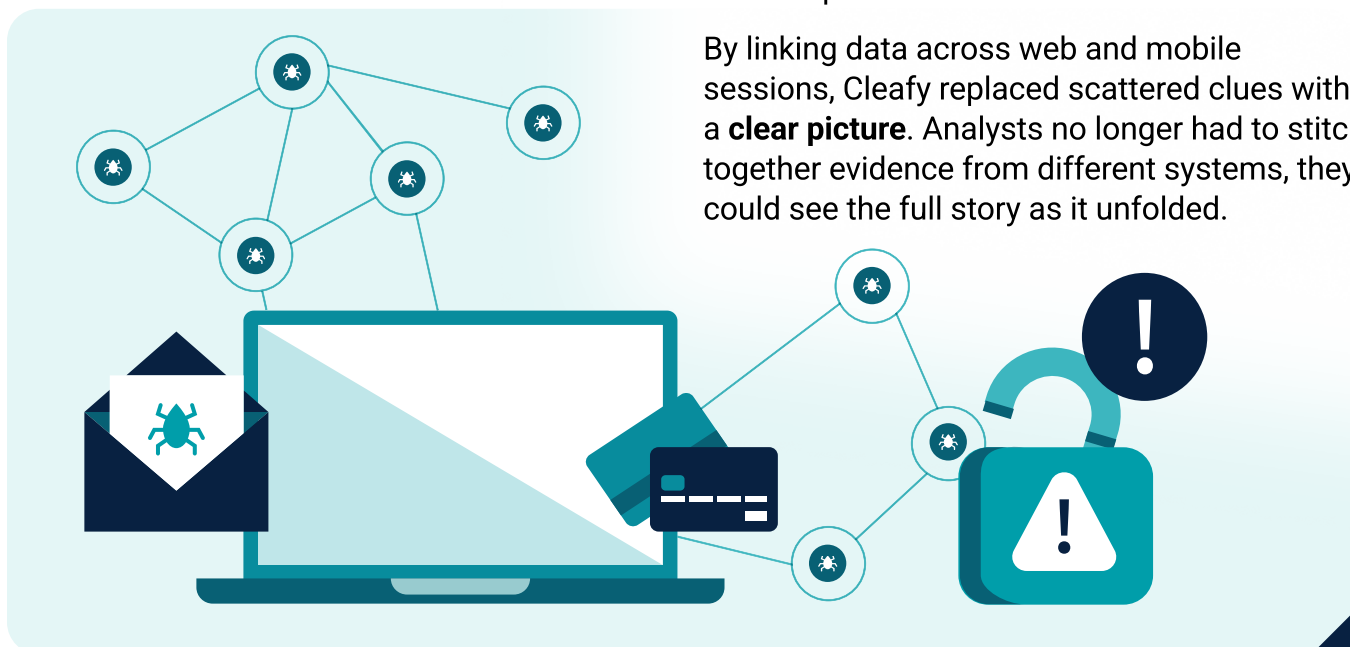 By linking data across web and mobile
sessions, Cleafy replaced scattered clues with
a clear picture. Analysts no longer had to stitc
together evidence from different systems, they
could see the full story as it unfolded.
!
!